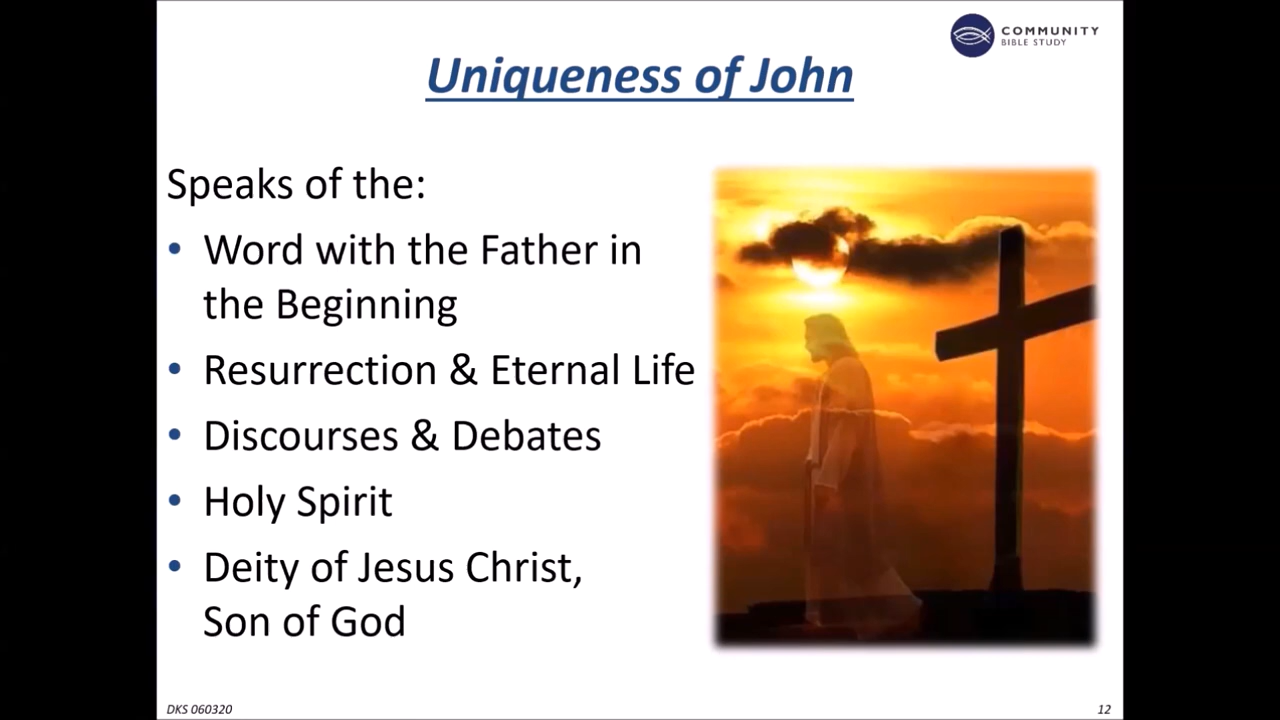 COMMUNITY
BIBLE STUDY
Uniqueness of John
Speaks of the:
• Word with the Father in
the Beginning
• Resurrection & Eternal Life
• Discourses & Debates
• Holy Spirit
• Deity of Jesus Christ,
Son of God
DKS 060320
12